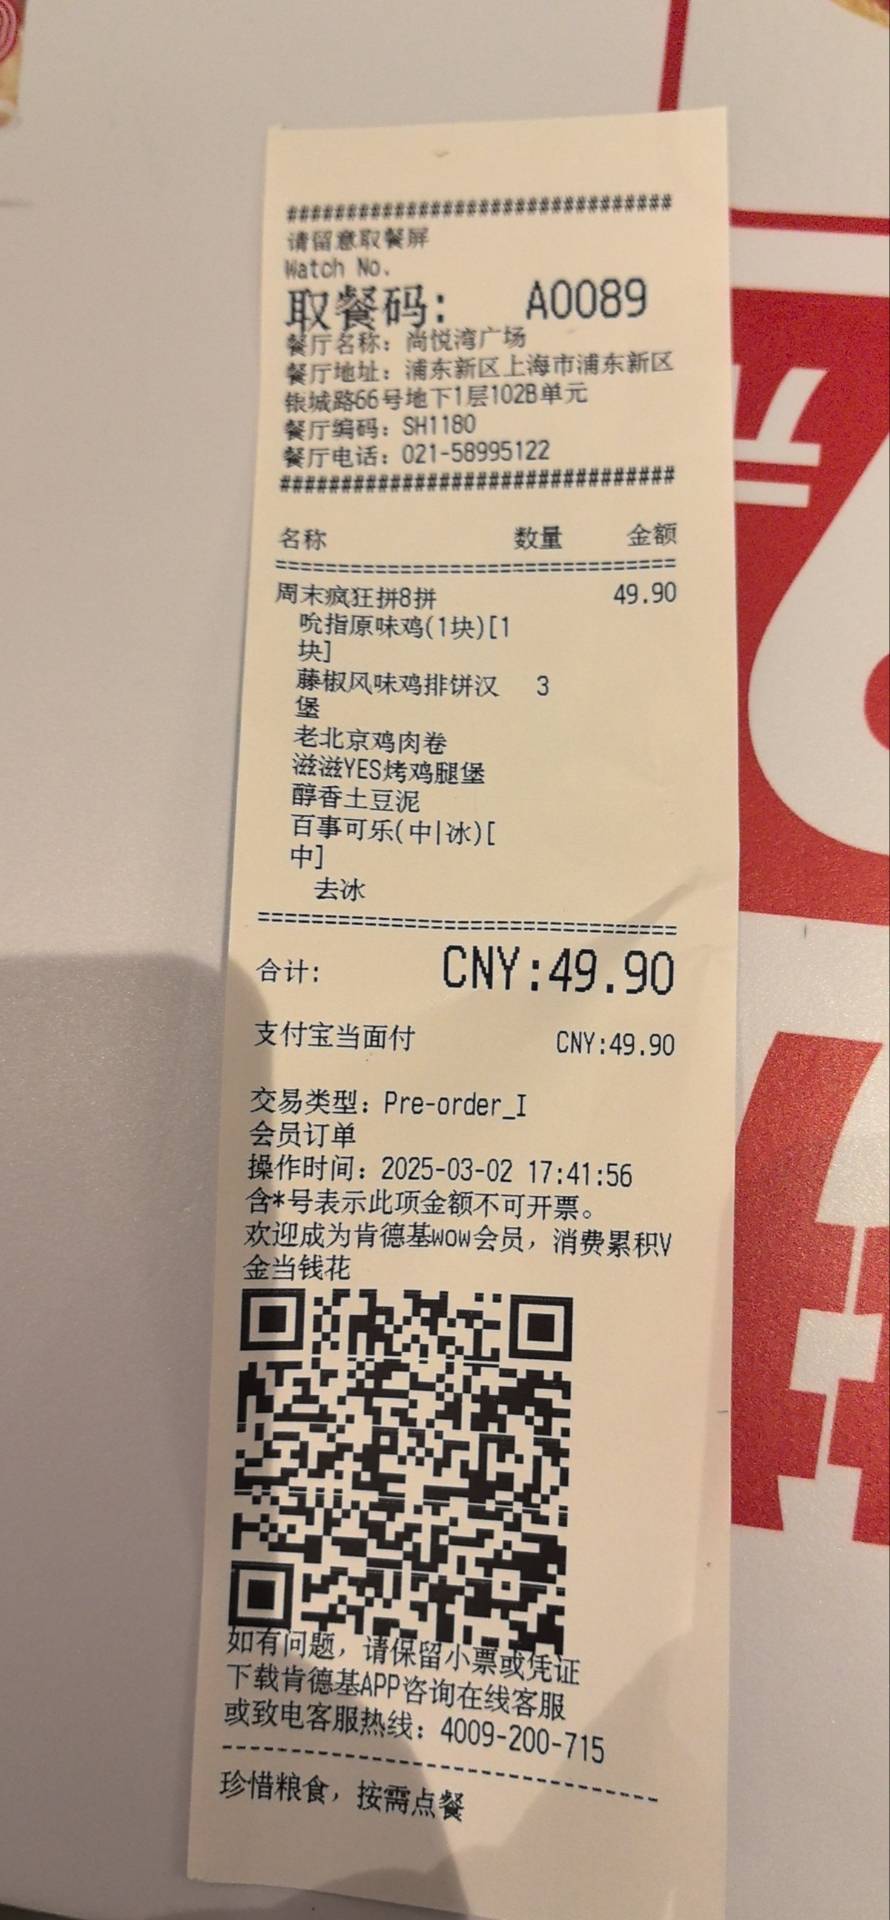 ################################
请留意取餐屏
Watch No.
取餐码： A0089
餐厅名称：尚悦湾广场
餐厅地址：浦东新区上海市浦东新区
银城路66号地下1层102B单元
餐厅编码：SH1180
餐厅电话：021-58995122
################################
名称 数量 金额
================================
周末疯狂拼8拼 49.90
吮指原味鸡(1块)[1
块]
藤椒风味鸡排饼汉 3
堡
老北京鸡肉卷
滋滋YES烤鸡腿堡
醇香土豆泥
百事可乐(中|冰)[
中]
去冰
================================
合计: CNY:49.90
支付宝当面付 CNY:49.90
交易类型：Pre-order_I
会员订单
操作时间：2025-03-02 17:41:56
含*号表示此项金额不可开票。
欢迎成为肯德基wow会员，消费累积V
金当钱花
如有问题，请保留小票或凭证
下载肯德基APP咨询在线客服
或致电客服热线：4009-200-715
--------------------------------
珍惜粮食，按需点餐